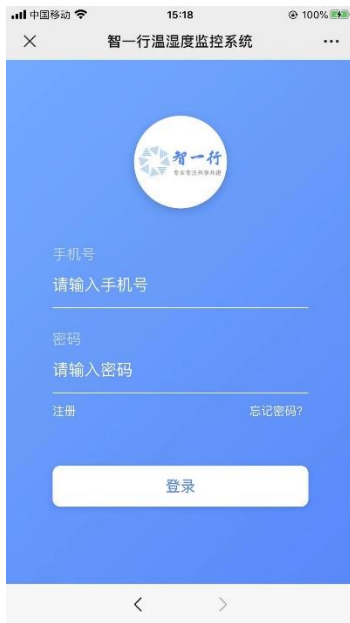 中国移动 15:18 100%
智一行温湿度监控系统
智一行
手机号
请输入手机号
密码
请输入密码
注册 忘记密码?
登录